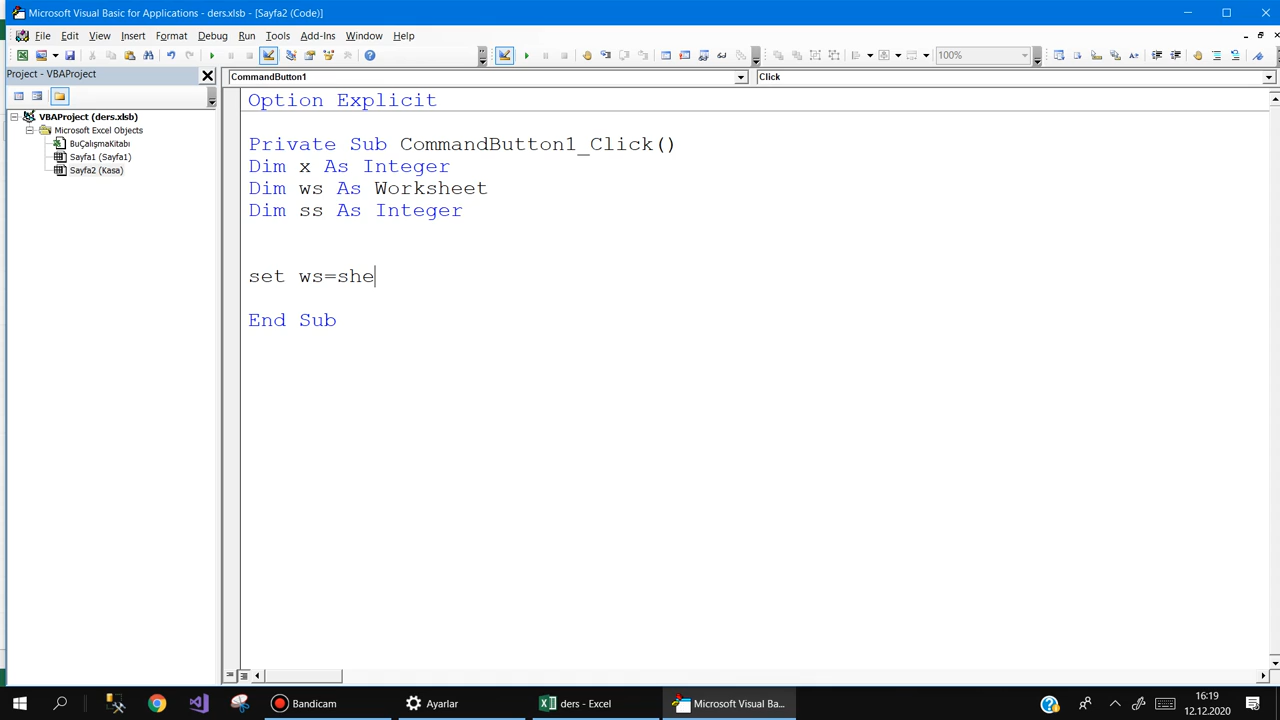 Microsoft Visual Basic for Applications - ders.xlsb - [Sayfa2 (Code)]
File Edit View Insert Format Debug Run Tools Add-Ins Window Help
100%
Project - VBAProject
CommandButton1
Click
VBAProject (ders.xlsb)
Microsoft Excel Objects
BuÇalışmaKitabı
Sayfa1 (Sayfa1)
Sayfa2 (Kasa)
Option Explicit
Private Sub CommandButton1_Click()
Dim x As Integer
Dim ws As Worksheet
Dim ss As Integer
set ws=she
End Sub
Bandicam
Ayarlar
ders - Excel
Microsoft Visual Ba...
16:19
12.12.2020